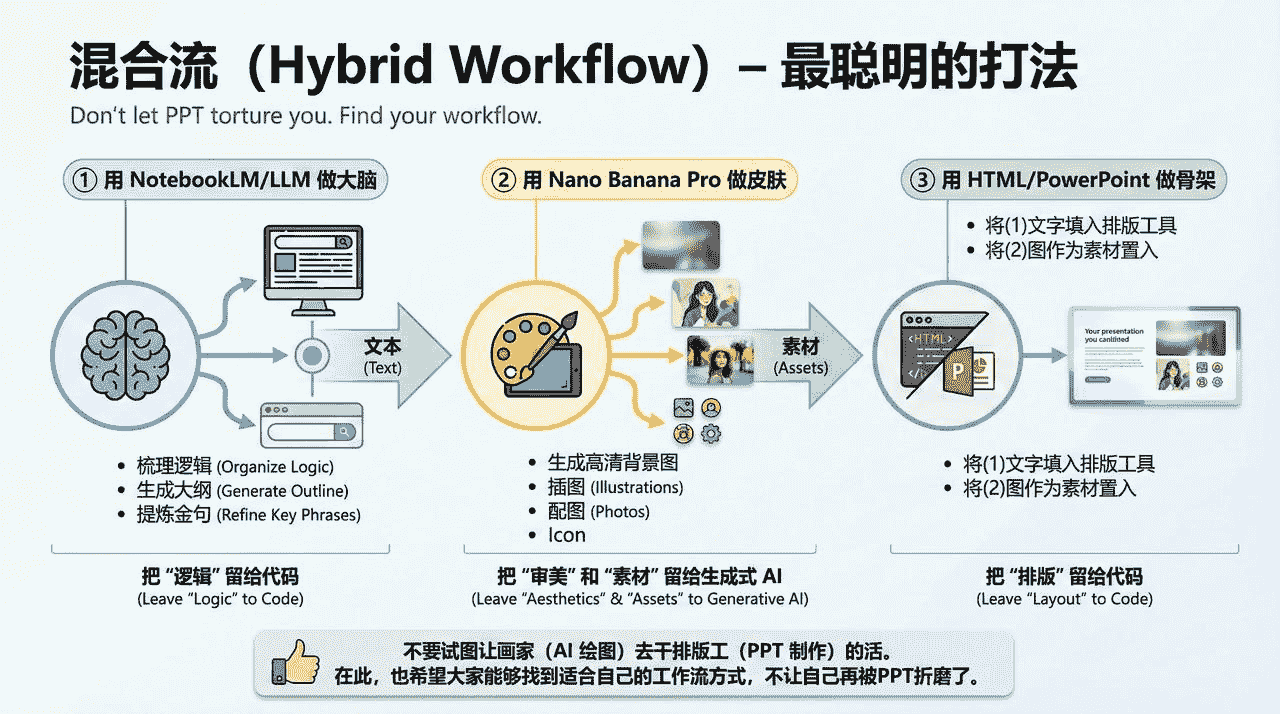 混合流（Hybrid Workflow）– 最聪明的打法
Don't let PPT torture you. Find your workflow.
① 用 NotebookLM/LLM 做大脑
文本
(Text)
• 梳理逻辑 (Organize Logic)
• 生成大纲 (Generate Outline)
• 提炼金句 (Refine Key Phrases)
把 “逻辑” 留给代码
(Leave “Logic” to Code)
② 用 Nano Banana Pro 做皮肤
素材
(Assets)
• 生成高清背景图
• 插图 (Illustrations)
• 配图 (Photos)
• Icon
把 “审美” 和 “素材” 留给生成式 AI
(Leave “Aesthetics” & “Assets” to Generative AI)
③ 用 HTML/PowerPoint 做骨架
• 将(1)文字填入排版工具
• 将(2)图作为素材置入
<HTML>
</
P
Your presentation
you canlinted
• 将(1)文字填入排版工具
• 将(2)图作为素材置入
把 “排版” 留给代码
(Leave “Layout” to Code)
不要试图让画家（AI 绘图）去干排版工（PPT 制作）的活。
在此，也希望大家能够找到适合自己的工作流方式，不让自己再被PPT折磨了。